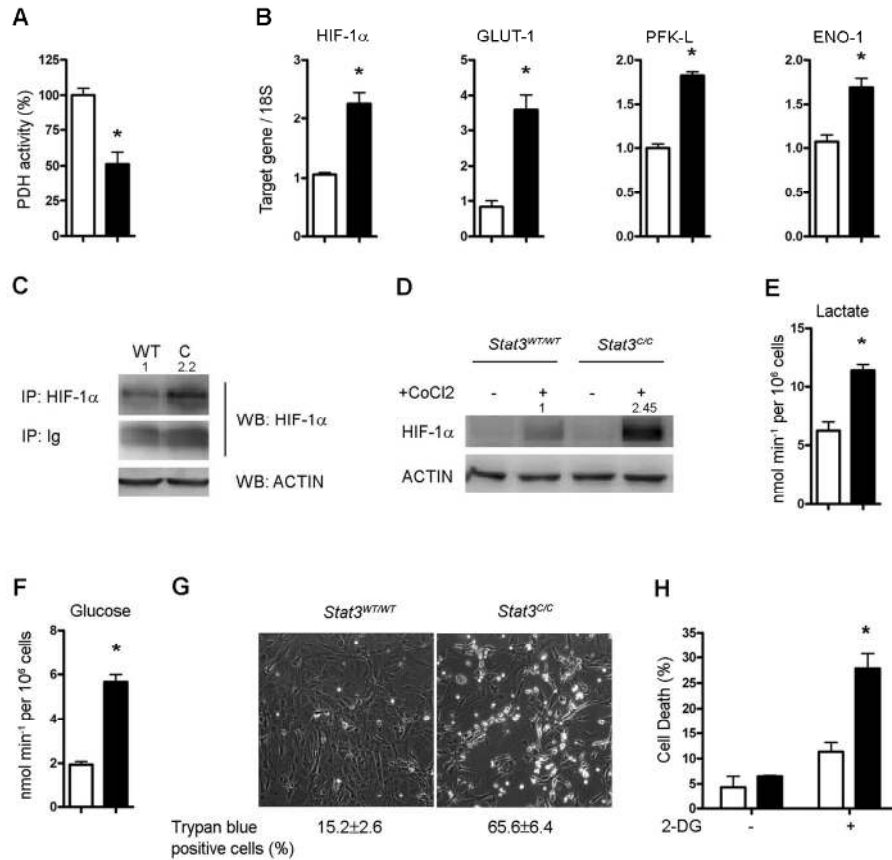 A
PDH activity (%)
125
100
75
50
25
0
B
HIF-1α
Target gene / 18S
3
2
1
0
*
GLUT-1
5
4
3
2
1
0
*
PFK-L
2.0
1.5
1.0
0.5
0.0
*
ENO-1
2.0
1.5
1.0
0.5
0.0
*
*
C
WT C
1 2.2
IP: HIF-1α
IP: Ig
WB: HIF-1α
WB: ACTIN
D
Stat3WT/WT Stat3C/C
+CoCl2 - + - +
1 2.45
HIF-1α
ACTIN
E
Lactate
nmol min-1 per 10⁶ cells
15
10
5
0
*
F
Glucose
nmol min-1 per 10⁶ cells
8
6
4
2
0
*
G
Stat3WT/WT Stat3C/C
Trypan blue
positive cells (%)
15.2±2.6 65.6±6.4
H
Cell Death (%)
35
30
25
20
15
10
5
0
*
2-DG - +